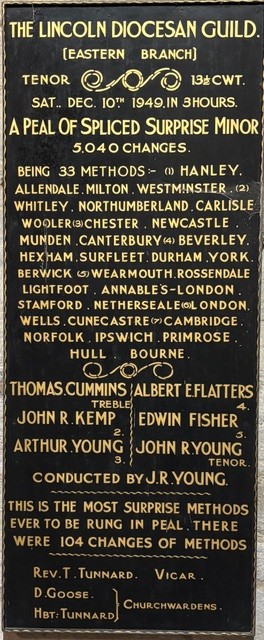 THE LINCOLN DIOCESAN GUILD.
(EASTERN BRANCH)
TENOR 13½ CWT.
SAT., DEC. 10TH 1949. IN 3 HOURS.
A PEAL OF SPLICED SURPRISE MINOR
5,040 CHANGES.
BEING 33 METHODS:- (1) HANLEY,
ALLENDALE. MILTON. WESTMINSTER. (2)
WHITLEY, NORTHUMBERLAND. CARLISLE
WOOLER (3) CHESTER. NEWCASTLE.
MUNDEN. CANTERBURY (4) BEVERLEY.
HEXHAM. SURFLEET. DURHAM. YORK.
BERWICK (5) WEARMOUTH. ROSSENDALE
LIGHTFOOT. ANNABLE'S-LONDON.
STAMFORD. NETHERSEALE (6) LONDON.
WELLS. CUNECASTRE (7) CAMBRIDGE.
NORFOLK. IPSWICH. PRIMROSE.
HULL. BOURNE.
THOMAS. CUMMINS ALBERT E. FLATTERS
TREBLE 4.
JOHN R. KEMP EDWIN FISHER
2. 5.
ARTHUR. YOUNG JOHN R. YOUNG
3. TENOR.
CONDUCTED BY J.R. YOUNG.
THIS IS THE MOST SURPRISE METHODS
EVER TO BE RUNG IN PEAL. THERE
WERE 104 CHANGES OF METHODS
REV. T. TUNNARD. VICAR.
D. GOOSE.
HBT: TUNNARD } CHURCHWARDENS.